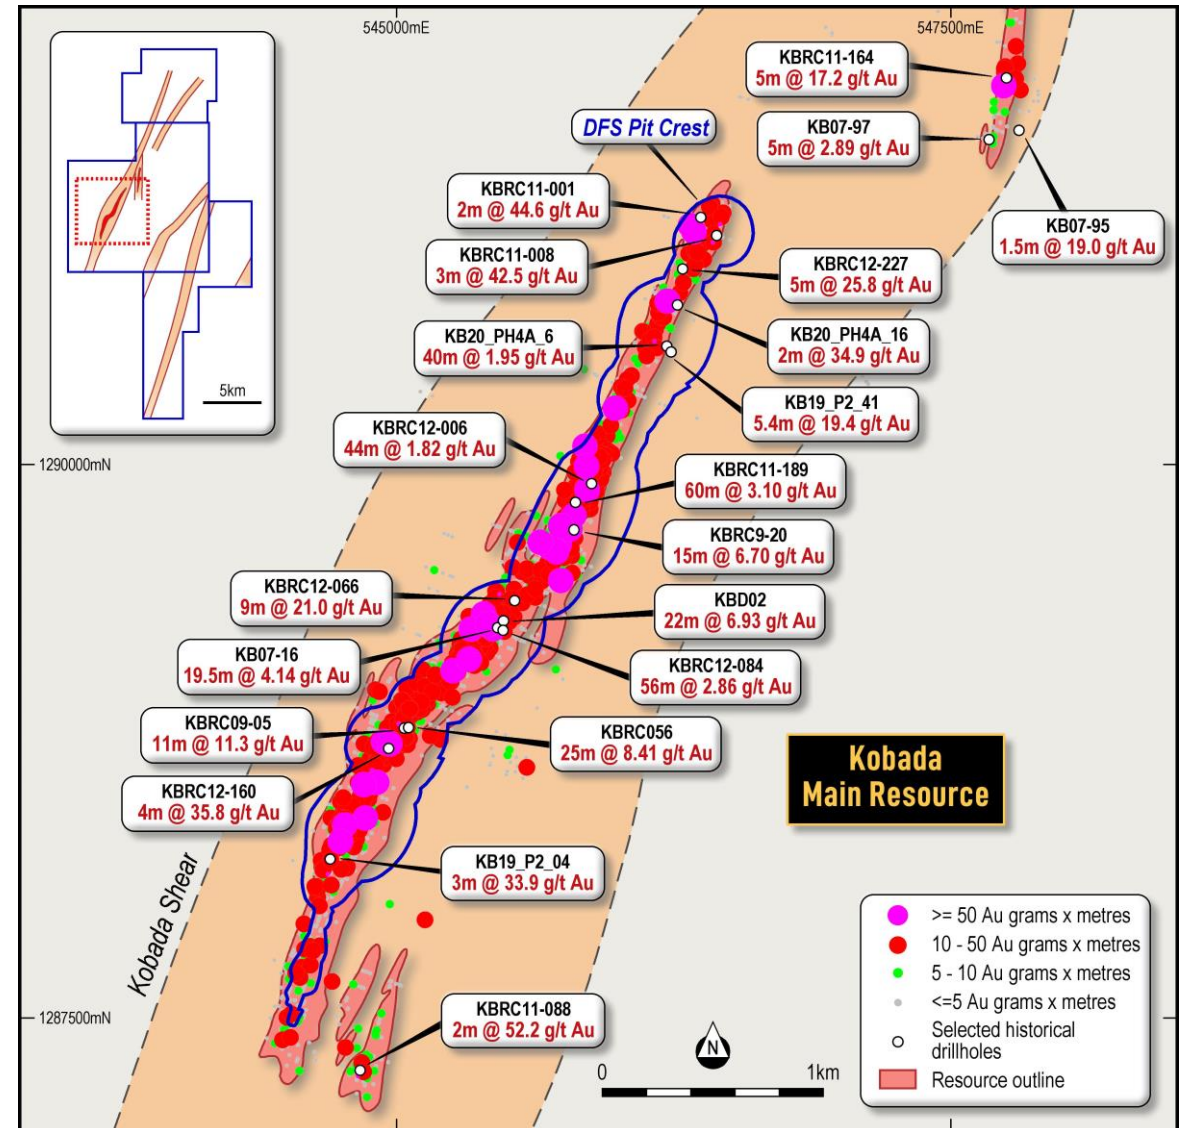 545000mE
547500mE
KBRC11-164
5m @ 17.2 g/t Au
DFS Pit Crest
KB07-97
5m @ 2.89 g/t Au
KBRC11-001
2m @ 44.6 g/t Au
KB07-95
1.5m @ 19.0 g/t Au
KBRC11-008
3m @ 42.5 g/t Au
KBRC12-227
5m @ 25.8 g/t Au
KB20_PH4A_6
40m @ 1.95 g/t Au
KB20_PH4A_16
2m @ 34.9 g/t Au
5km
KB19_P2_41
5.4m @ 19.4 g/t Au
KBRC12-006
44m @ 1.82 g/t Au
1290000mN
KBRC11-189
60m @ 3.10 g/t Au
KBRC9-20
15m @ 6.70 g/t Au
KBRC12-066
9m @ 21.0 g/t Au
KBD02
22m @ 6.93 g/t Au
KB07-16
19.5m @ 4.14 g/t Au
KBRC12-084
56m @ 2.86 g/t Au
KBRC09-05
11m @ 11.3 g/t Au
KBRC056
25m @ 8.41 g/t Au
Kobada
Main Resource
KBRC12-160
4m @ 35.8 g/t Au
KB19_P2_04
3m @ 33.9 g/t Au
Kobada Shear
>= 50 Au grams x metres
10 - 50 Au grams x metres
5 - 10 Au grams x metres
<=5 Au grams x metres
Selected historical
drillholes
Resource outline
KBRC11-088
2m @ 52.2 g/t Au
1287500mN
N
0
1km